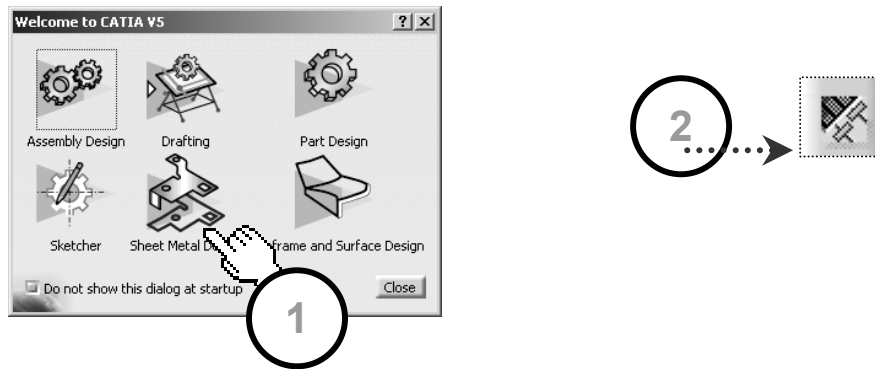 Welcome to CATIA V5
? ×
Assembly Design Drafting Part Design
Sketcher Sheet Metal frame and Surface Design
Do not show this dialog at startup Close
1
2